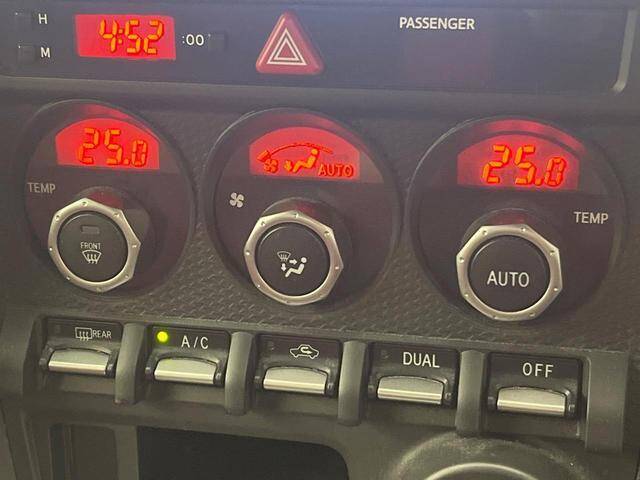 H
4:52
:00
PASSENGER
M
25.0
AUTO
25.0
TEMP
TEMP
FRONT
AUTO
REAR
A/C
DUAL
OFF